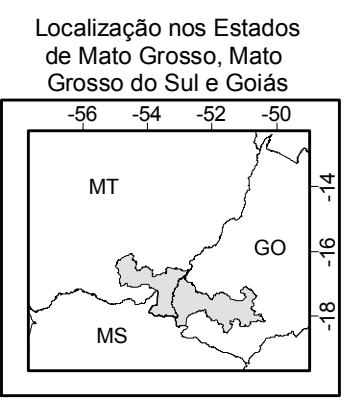 Localização nos Estados
de Mato Grosso, Mato
Grosso do Sul e Goiás
-56 -54 -52 -50
MT
-14
GO
-16
MS
-18